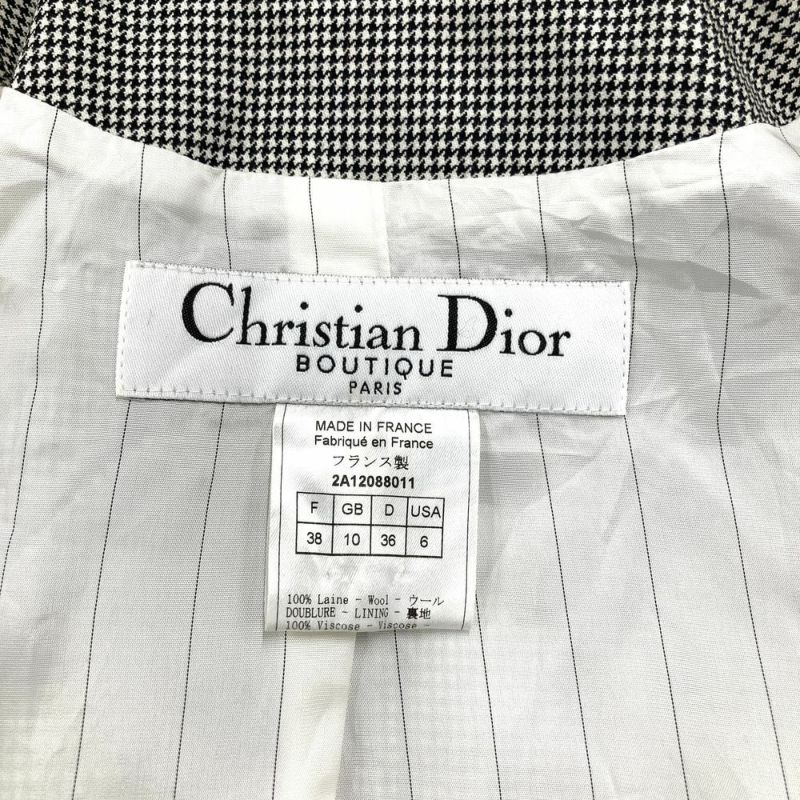 Christian Dior
BOUTIQUE
PARIS
MADE IN FRANCE
Fabriqué en France
フランス製
2A12088011
F GB D USA
38 10 36 6
100% Laine - Wool - ウール
DOUBLURE - LINING - 裏地
100% Viscose - Viscose -